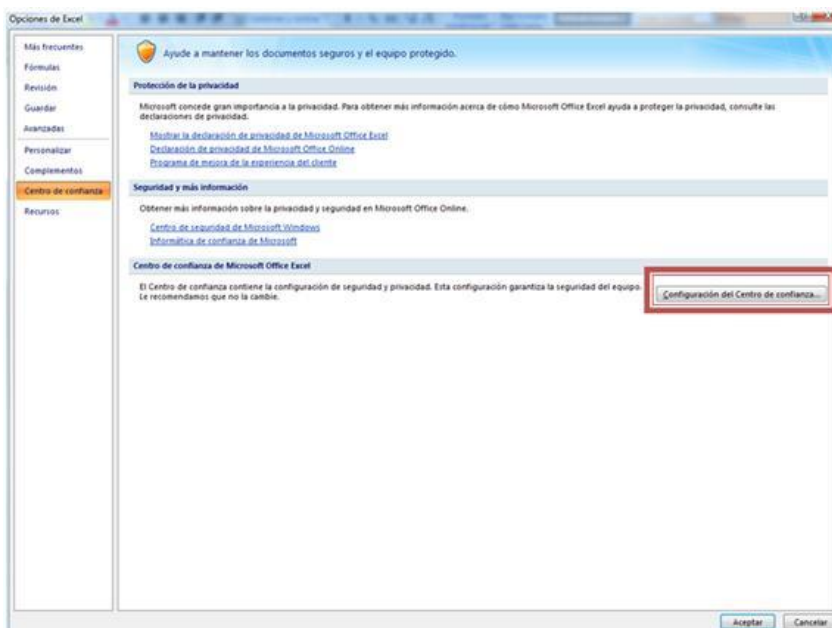 Opciones de Excel
Más frecuentes
Fórmulas
Revisión
Guardar
Avanzadas
Personalizar
Complementos
Centro de confianza
Recursos
Ayude a mantener los documentos seguros y el equipo protegido.
Protección de la privacidad
Microsoft concede gran importancia a la privacidad. Para obtener más información acerca de cómo Microsoft Office Excel ayuda a proteger la privacidad, consulte las
declaraciones de privacidad.
Mostrar la declaración de privacidad de Microsoft Office Excel
Declaración de privacidad de Microsoft Office Online
Programa de mejora de la experiencia del cliente
Seguridad y más información
Obtener más información sobre la privacidad y seguridad en Microsoft Office Online.
Centro de seguridad de Microsoft Windows
Informática de confianza de Microsoft
Centro de confianza de Microsoft Office Excel
El Centro de confianza contiene la configuración de seguridad y privacidad. Esta configuración garantiza la seguridad del equipo.
Le recomendamos que no la cambie.
Configuración del Centro de confianza...
Aceptar
Cancelar